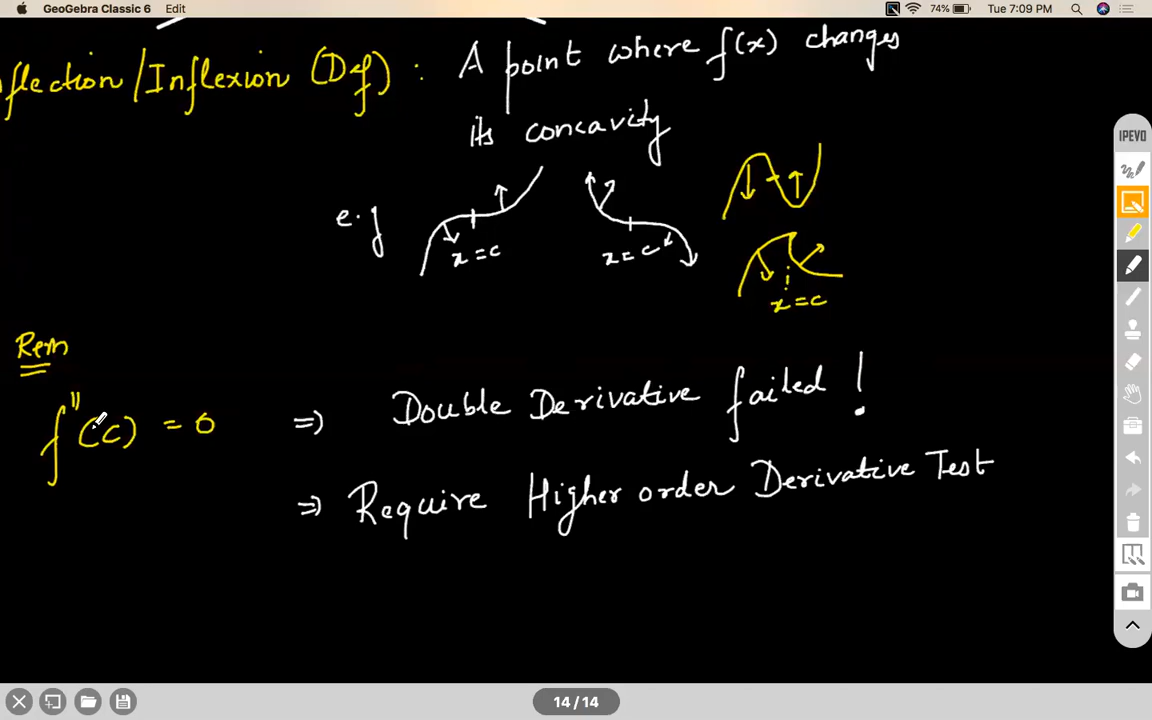 GeoGebra Classic 6 Edit 74% Tue 7:09 PM
flection/Inflexion (Def) : A point where f(x) changes
its concavity
IPEVO
e.g
x=c x=c
x=c
Rem
f"(c) = 0 => Double Derivative failed!
=> Require Higher order Derivative Test
14 / 14